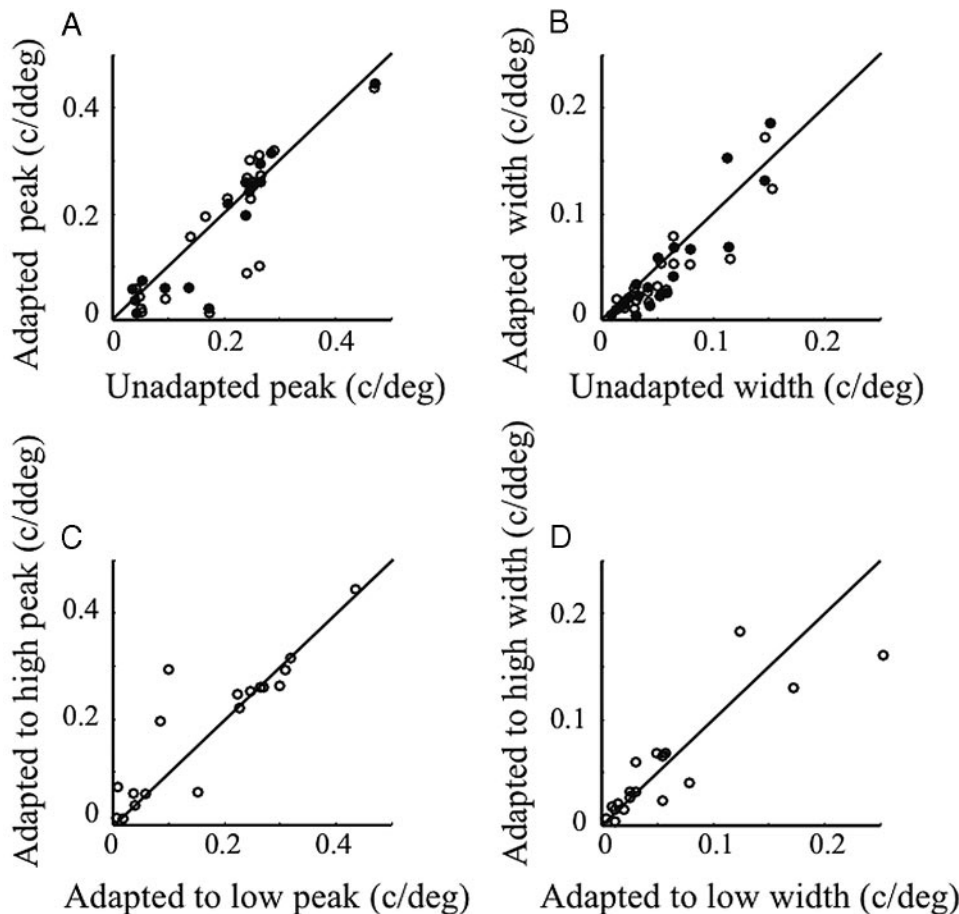 A
B
Adapted peak (c/ddeg)
0.4
0.2
0
0
0.2
0.4
Unadapted peak (c/deg)
Adapted width (c/ddeg)
0.2
0.1
0
0
0.1
0.2
Unadapted width (c/deg)
C
D
Adapted to high peak (c/ddeg)
0.4
0.2
0
0
0.2
0.4
Adapted to low peak (c/deg)
Adapted to high width (c/ddeg)
0.2
0.1
0
0
0.1
0.2
Adapted to low width (c/deg)